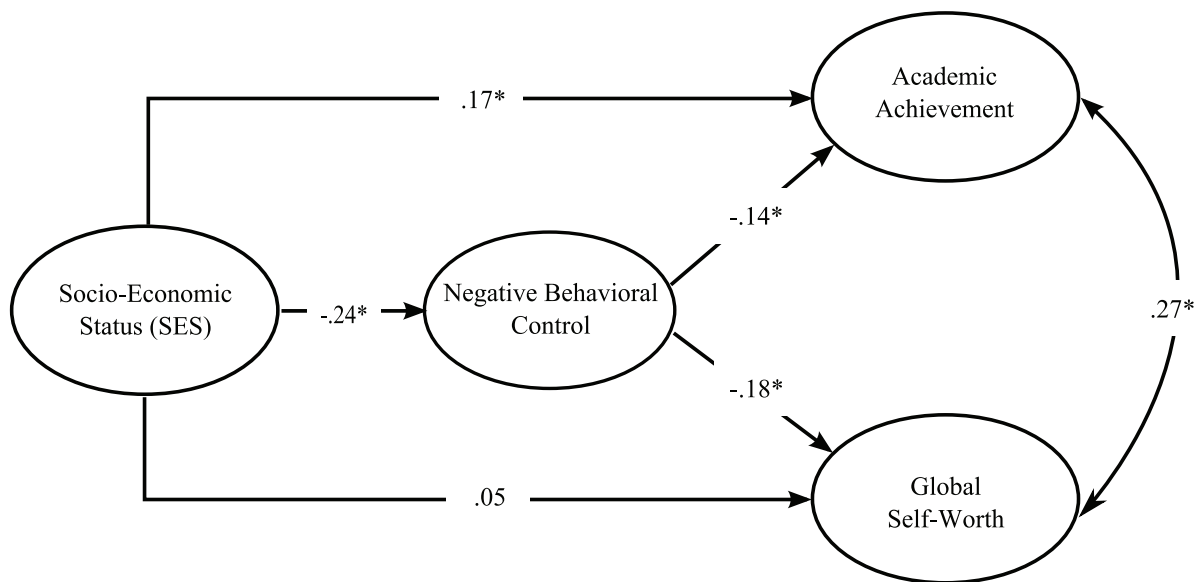 Academic
Achievement
.17*
-.14*
Socio-Economic
Status (SES)
-.24*
Negative Behavioral
Control
.27*
-.18*
.05
Global
Self-Worth